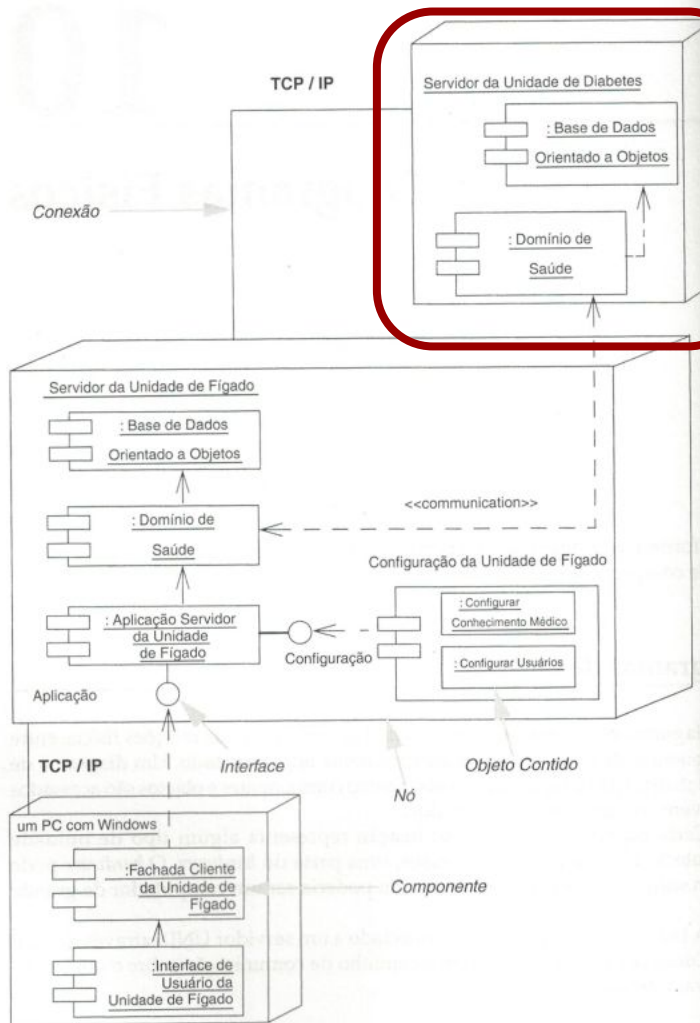 TCP / IP
Servidor da Unidade de Diabetes
: Base de Dados
Orientado a Objetos
Conexão
: Domínio de
Saúde
Servidor da Unidade de Fígado
: Base de Dados
Orientado a Objetos
<<communication>>
: Domínio de
Saúde
Configuração da Unidade de Fígado
: Configurar
Conhecimento Médico
: Aplicação Servidor
da Unidade
de Fígado
Configuração
: Configurar Usuários
Aplicação
TCP / IP
Interface
Objeto Contido
Nó
um PC com Windows
:Fachada Cliente
da Unidade de
Fígado
Componente
:Interface de
Usuário da
Unidade de Fígado